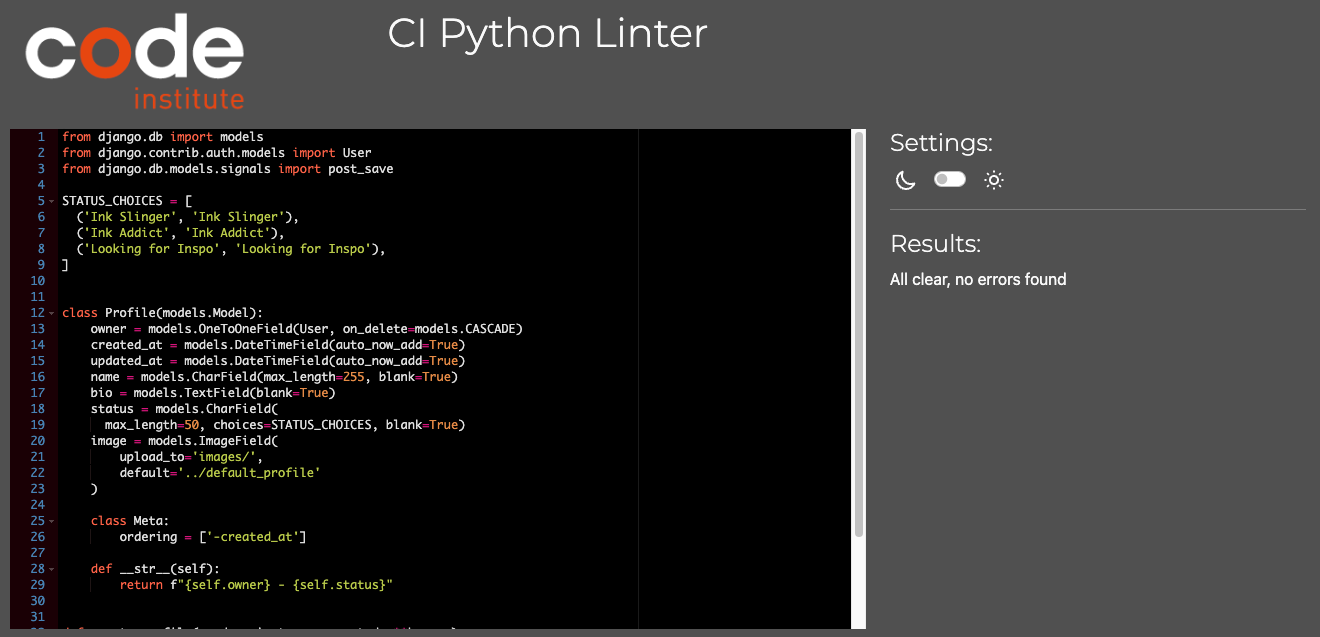 code
institute
CI Python Linter
1 from django.db import models
2 from django.contrib.auth.models import User
3 from django.db.models.signals import post_save
4
5 STATUS_CHOICES = [
6   ('Ink Slinger', 'Ink Slinger'),
7   ('Ink Addict', 'Ink Addict'),
8   ('Looking for Inspo', 'Looking for Inspo'),
9 ]
10
11
12 class Profile(models.Model):
13     owner = models.OneToOneField(User, on_delete=models.CASCADE)
14     created_at = models.DateTimeField(auto_now_add=True)
15     updated_at = models.DateTimeField(auto_now_add=True)
16     name = models.CharField(max_length=255, blank=True)
17     bio = models.TextField(blank=True)
18     status = models.CharField(
19       max_length=50, choices=STATUS_CHOICES, blank=True)
20     image = models.ImageField(
21         upload_to='images/',
22         default='../default_profile'
23     )
24
25     class Meta:
26         ordering = ['-created_at']
27
28     def __str__(self):
29         return f"{self.owner} - {self.status}"
30
31
Settings:
Results:
All clear, no errors found